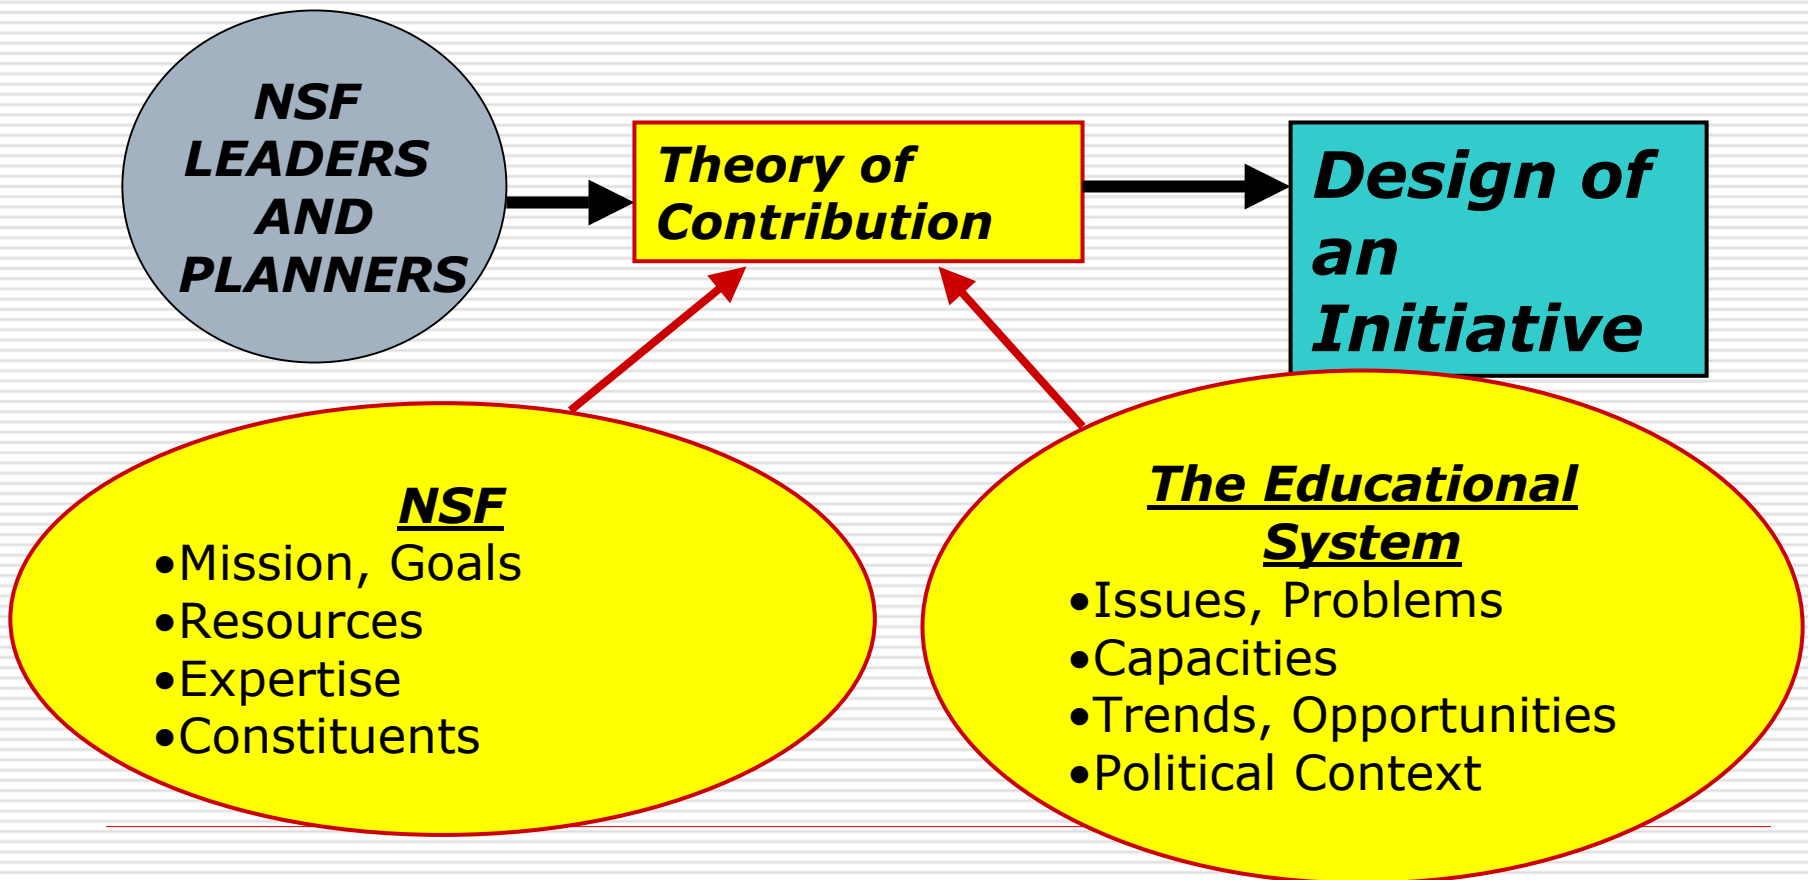 NSF
LEADERS
AND
PLANNERS
Theory of
Contribution
Design of
an
Initiative
NSF
•Mission, Goals
•Resources
•Expertise
•Constituents
The Educational
System
•Issues, Problems
•Capacities
•Trends, Opportunities
•Political Context